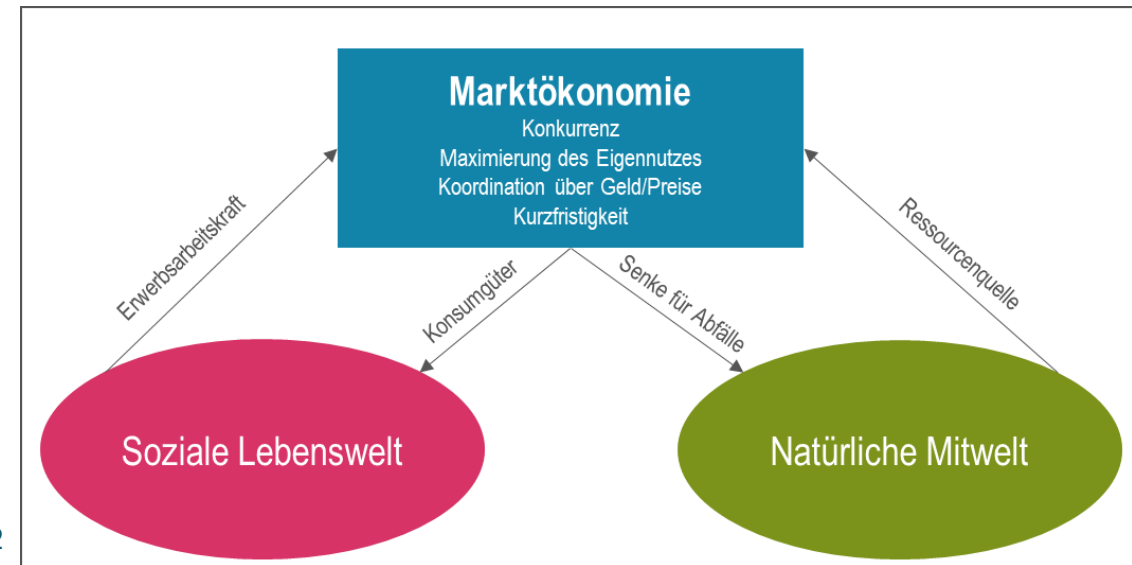 Marktökonomie
Konkurrenz
Maximierung des Eigennutzes
Koordination über Geld/Preise
Kurzfristigkeit
Erwerbsarbeitskraft
Konsumgüter
Senke für Abfälle
Ressourcenquelle
Soziale Lebenswelt
Natürliche Mitwelt